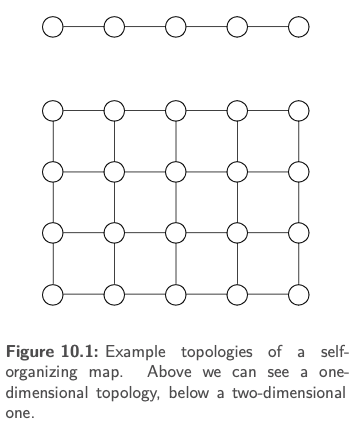 Figure 10.1: Example topologies of a self-
organizing map. Above we can see a one-
dimensional topology, below a two-dimensional
one.